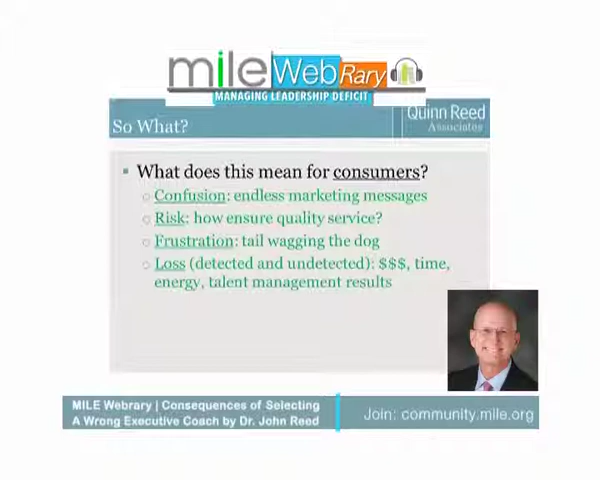 mile WebRary
MANAGING LEADERSHIP DEFICIT
So What?
Quinn Reed
Associates
What does this mean for consumers?
Confusion: endless marketing messages
Risk: how ensure quality service?
Frustration: tail wagging the dog
Loss (detected and undetected): $$$, time,
energy, talent management results
MILE Webrary | Consequences of Selecting
A Wrong Executive Coach by Dr. John Reed
Join: community.mile.org